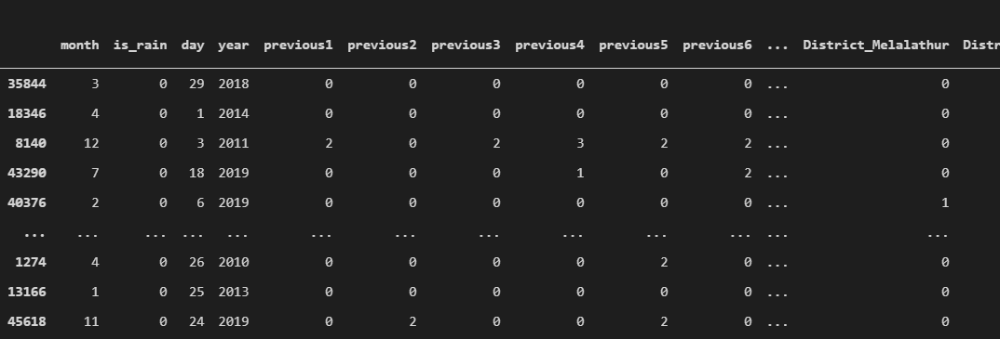 month is_rain day year previous1 previous2 previous3 previous4 previous5 previous6 ... District_Melalathur Distr
35844 3 0 29 2018 0 0 0 0 0 0 ... 0
18346 4 0 1 2014 0 0 0 0 0 0 ... 0
8140 12 0 3 2011 2 0 2 3 2 2 ... 0
43290 7 0 18 2019 0 0 0 1 0 2 ... 0
40376 2 0 6 2019 0 0 0 0 0 0 ... 1
... ... ... ... ... ... ... ... ... ... ... ... ...
1274 4 0 26 2010 0 0 0 0 2 0 ... 0
13166 1 0 25 2013 0 0 0 0 0 0 ... 0
45618 11 0 24 2019 0 2 0 0 2 0 ... 0